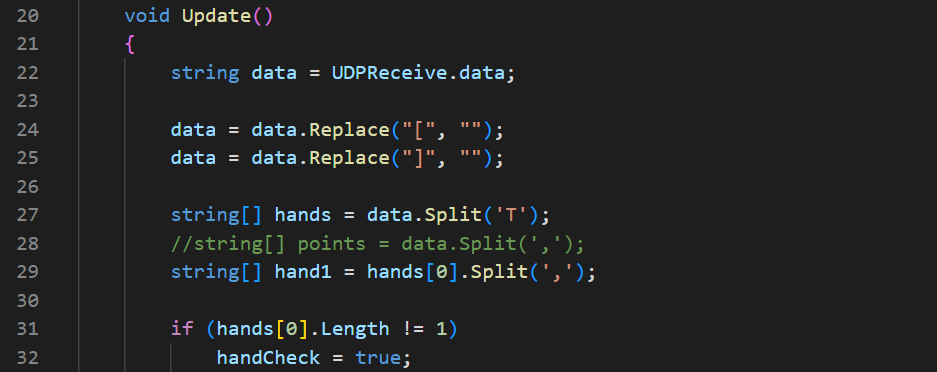 20 void Update()
21 {
22 string data = UDPReceive.data;
23
24 data = data.Replace("[", "");
25 data = data.Replace("]", "");
26
27 string[] hands = data.Split('T');
28 //string[] points = data.Split(',');
29 string[] hand1 = hands[0].Split(',');
30
31 if (hands[0].Length != 1)
32 handCheck = true;